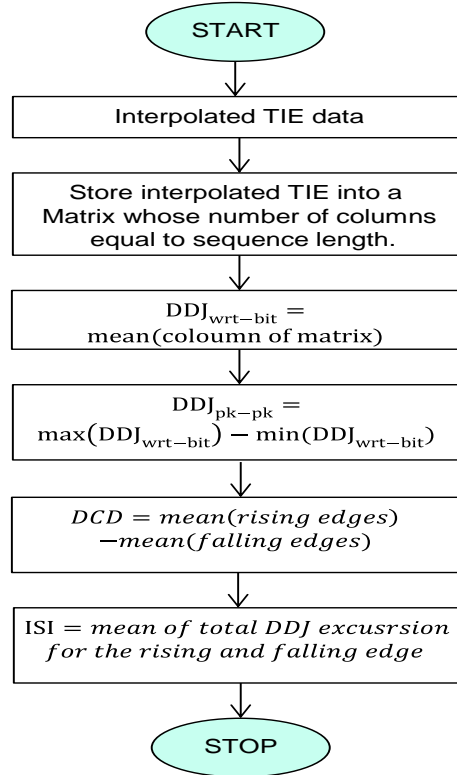 START
Interpolated TIE data
Store interpolated TIE into a
Matrix whose number of columns
equal to sequence length.
DDJwrt−bit =
mean(coloumn of matrix)
DDJpk−pk =
max(DDJwrt−bit) − min(DDJwrt−bit)
DCD = mean(rising edges)
−mean(falling edges)
ISI = mean of total DDJ excusrsion
for the rising and falling edge
STOP